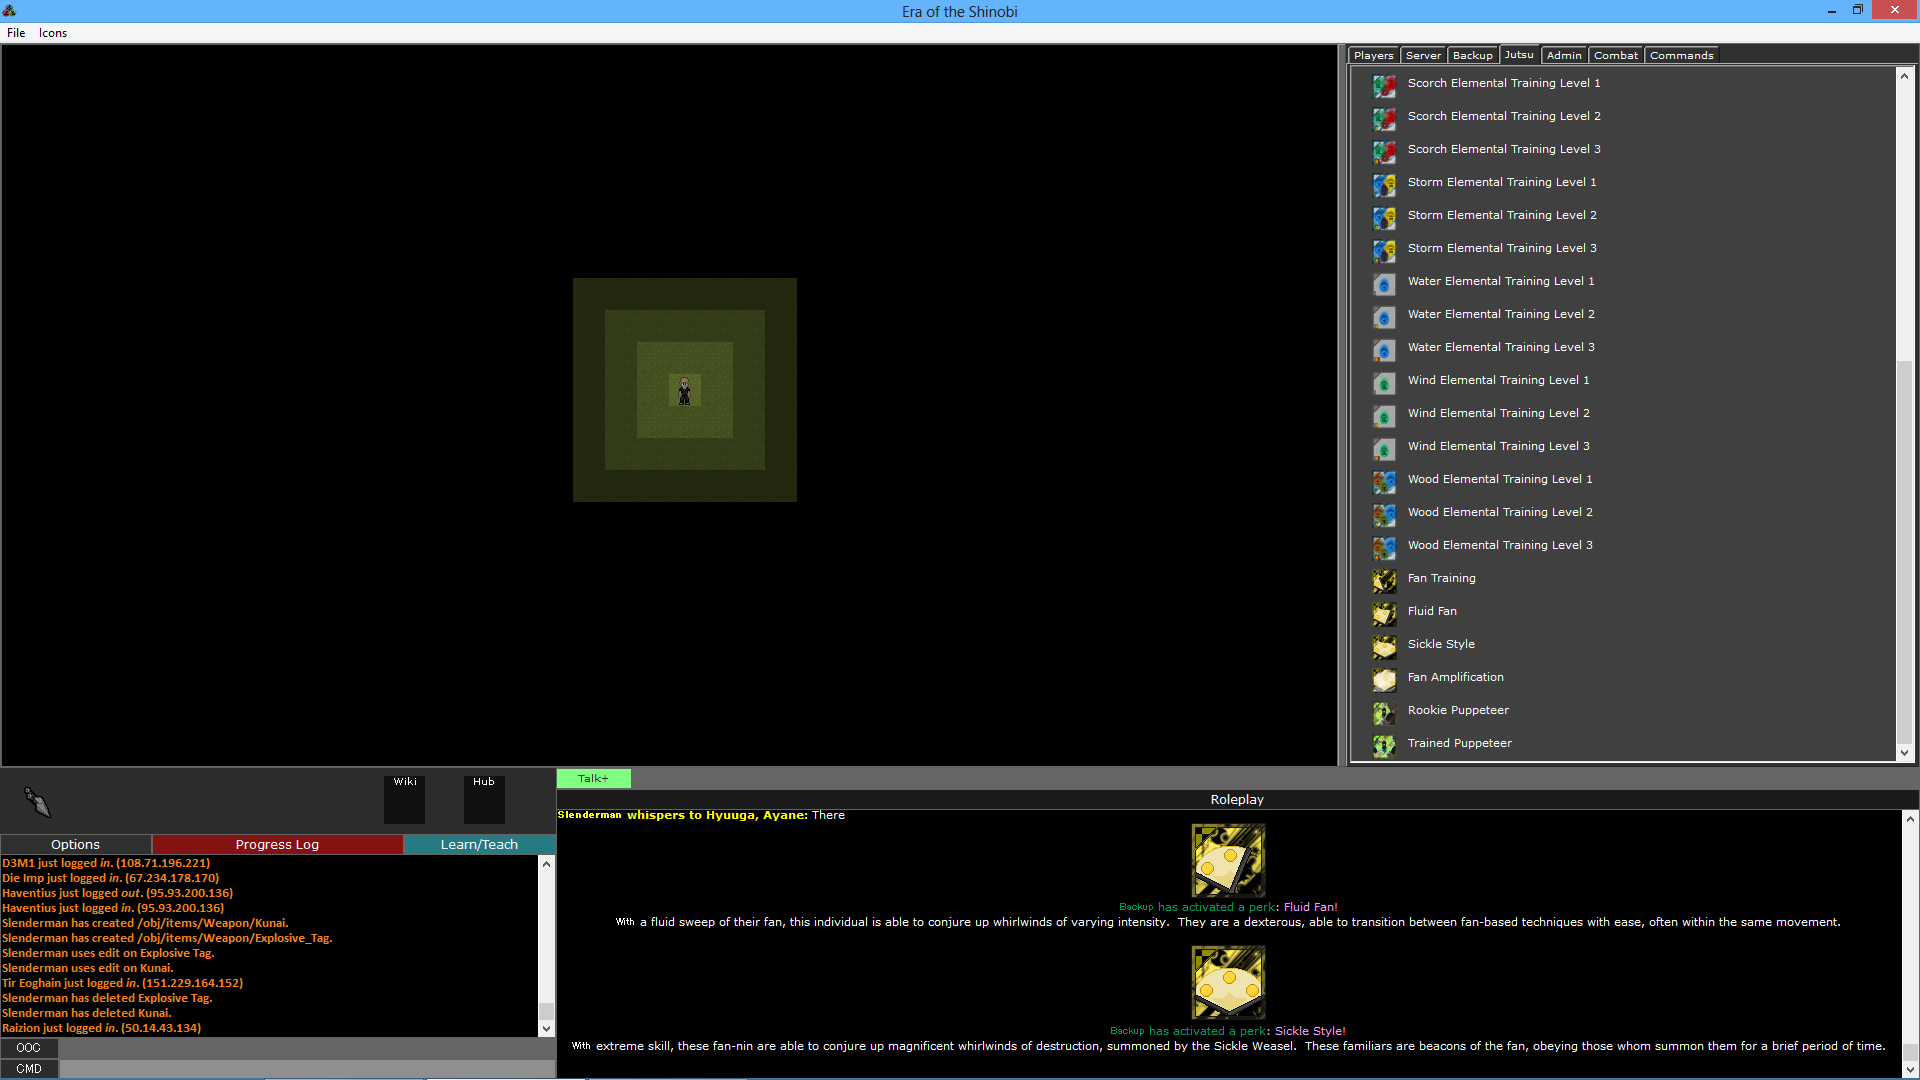 Era of the Shinobi
File Icons
Players Server Backup Jutsu Admin Combat Commands
Scorch Elemental Training Level 1
Scorch Elemental Training Level 2
Scorch Elemental Training Level 3
Storm Elemental Training Level 1
Storm Elemental Training Level 2
Storm Elemental Training Level 3
Water Elemental Training Level 1
Water Elemental Training Level 2
Water Elemental Training Level 3
Wind Elemental Training Level 1
Wind Elemental Training Level 2
Wind Elemental Training Level 3
Wood Elemental Training Level 1
Wood Elemental Training Level 2
Wood Elemental Training Level 3
Fan Training
Fluid Fan
Sickle Style
Fan Amplification
Rookie Puppeteer
Trained Puppeteer
Wiki Hub
Options Progress Log Learn/Teach
D3M1 just logged in. (108.71.196.221)
Die Imp just logged in. (67.234.178.170)
Haventius just logged out. (95.93.200.136)
Haventius just logged in. (95.93.200.136)
Slenderman has created /obj/items/Weapon/Kunai.
Slenderman has created /obj/items/Weapon/Explosive_Tag.
Slenderman uses edit on Explosive Tag.
Slenderman uses edit on Kunai.
Tir Eoghain just logged in. (151.229.164.152)
Slenderman has deleted Explosive Tag.
Slenderman has deleted Kunai.
Raizion just logged in. (50.14.43.134)
OOC
CMD
Talk+
Roleplay
Slenderman whispers to Hyuuga, Ayane: There
Backup has activated a perk: Fluid Fan!
With a fluid sweep of their fan, this individual is able to conjure up whirlwinds of varying intensity. They are a dexterous, able to transition between fan-based techniques with ease, often within the same movement.
Backup has activated a perk: Sickle Style!
With extreme skill, these fan-nin are able to conjure up magnificent whirlwinds of destruction, summoned by the Sickle Weasel. These familiars are beacons of the fan, obeying those whom summon them for a brief period of time.